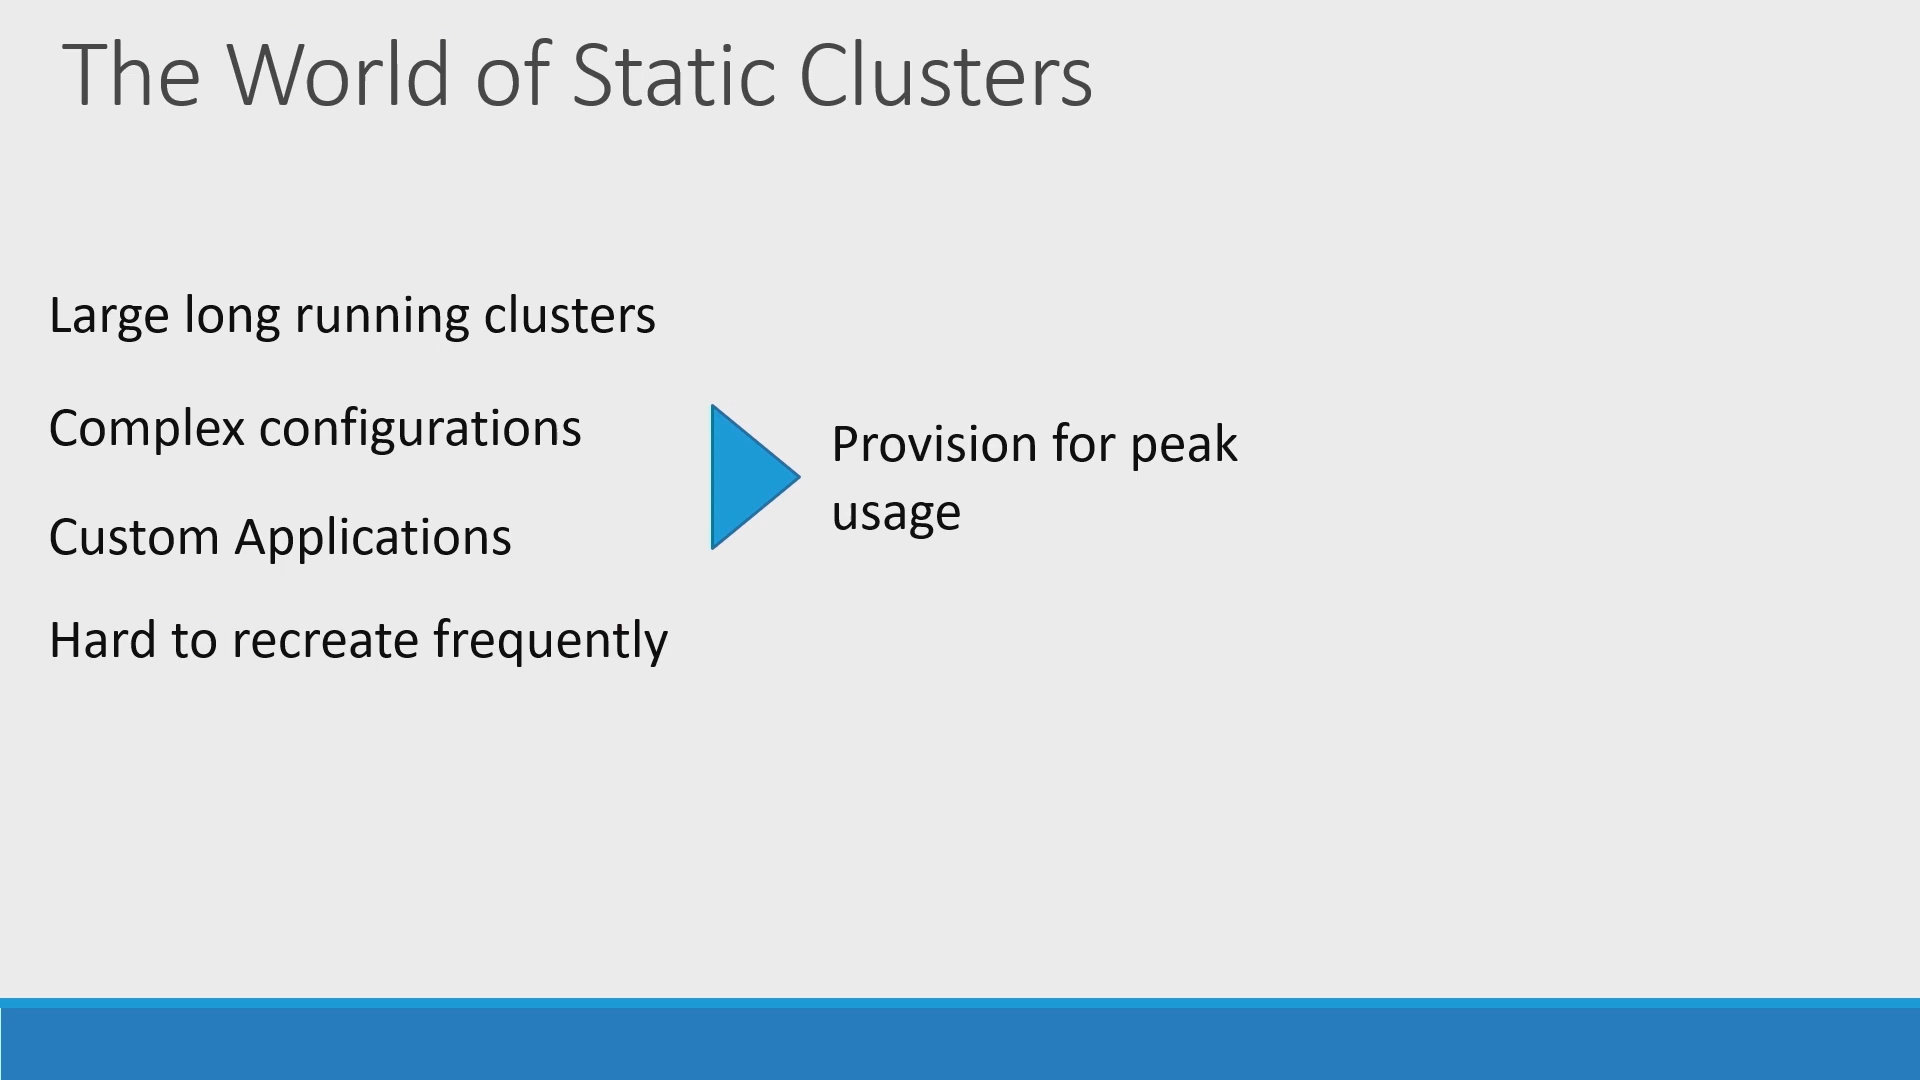 The World of Static Clusters
Large long running clusters
Complex configurations
Custom Applications
Hard to recreate frequently
Provision for peak
usage